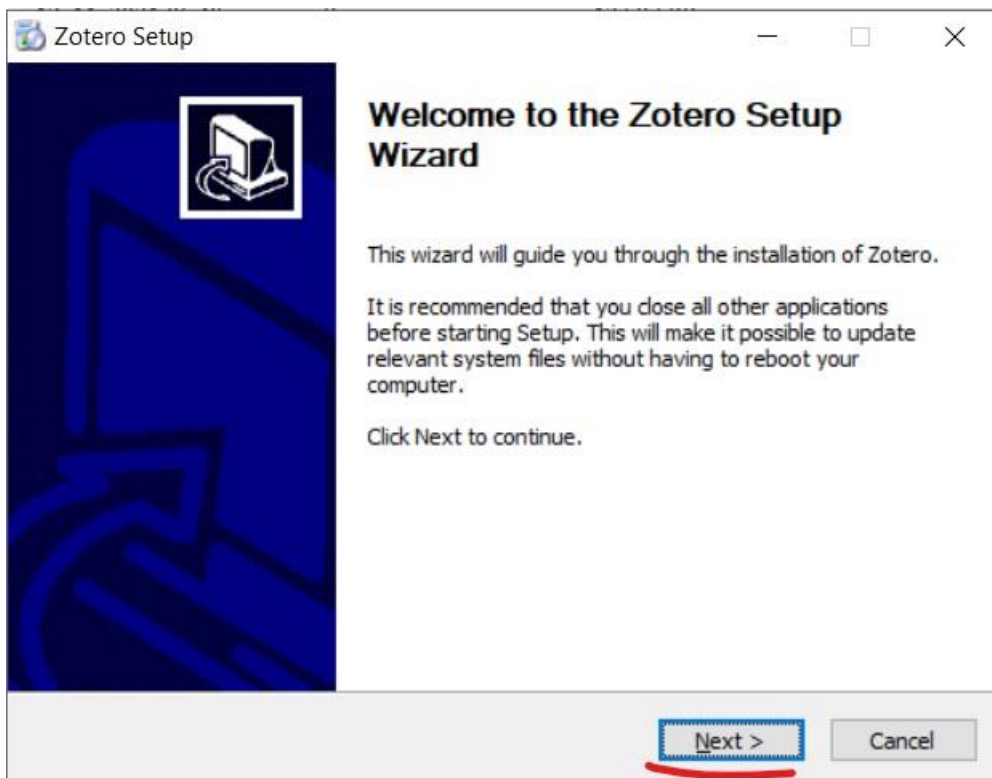 Zotero Setup
Welcome to the Zotero Setup
Wizard
This wizard will guide you through the installation of Zotero.
It is recommended that you close all other applications
before starting Setup. This will make it possible to update
relevant system files without having to reboot your
computer.
Click Next to continue.
Next >
Cancel